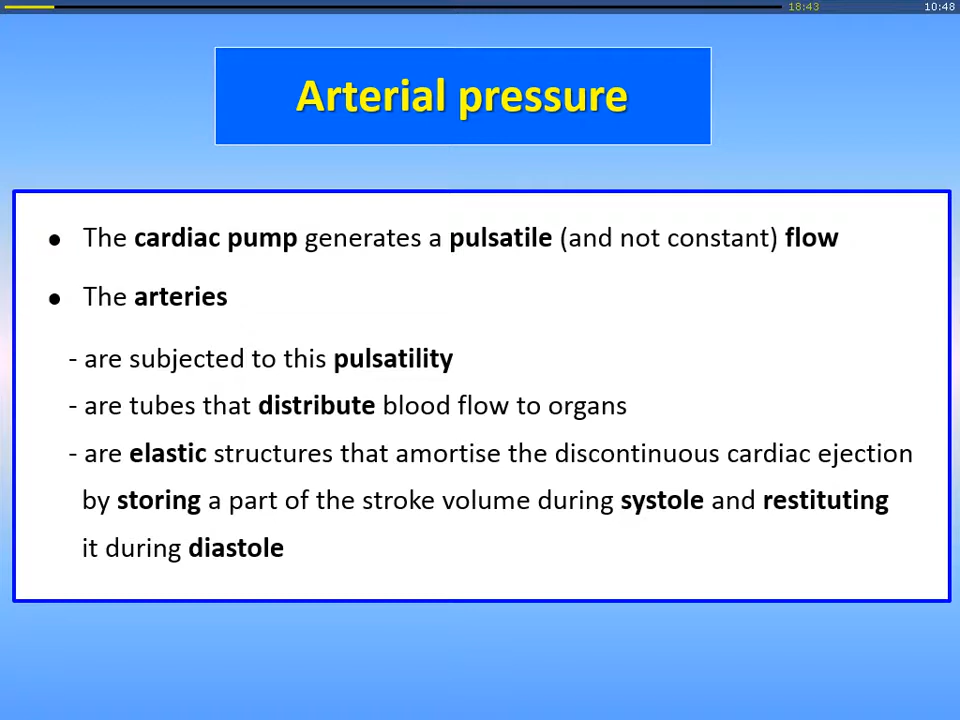 18:43
10:48
Arterial pressure
● The cardiac pump generates a pulsatile (and not constant) flow
● The arteries
- are subjected to this pulsatility
- are tubes that distribute blood flow to organs
- are elastic structures that amortise the discontinuous cardiac ejection
by storing a part of the stroke volume during systole and restituting
it during diastole